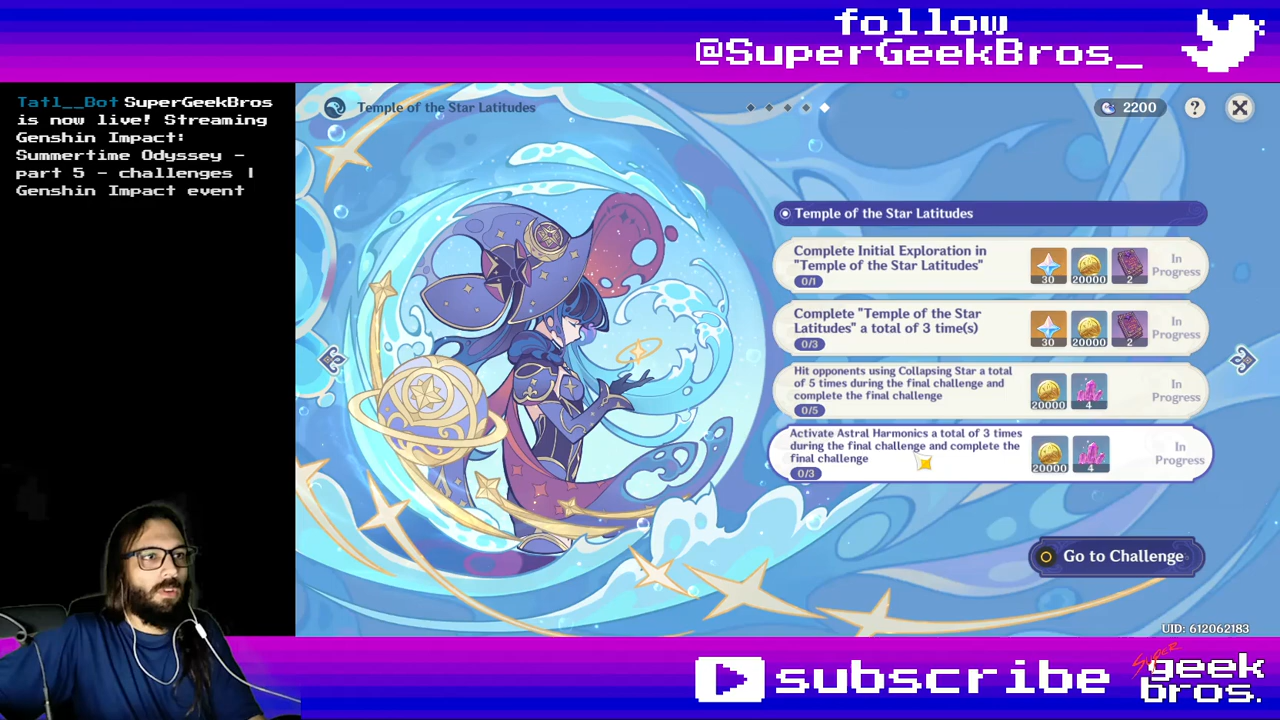 follow
@SuperGeekBros_
Tatl__Bot SuperGeekBros
is now live! Streaming
Genshin Impact:
Summertime Odyssey -
part 5 - challenges |
Genshin Impact event
Temple of the Star Latitudes
2200
?
Temple of the Star Latitudes
Complete Initial Exploration in
"Temple of the Star Latitudes"
0/1
30 20000 2
In
Progress
Complete "Temple of the Star
Latitudes" a total of 3 time(s)
0/3
30 20000 2
In
Progress
Hit opponents using Collapsing Star a total
of 5 times during the final challenge and
complete the final challenge
0/5
20000 4
In
Progress
Activate Astral Harmonics a total of 3 times
during the final challenge and complete the
final challenge
0/3
20000 4
In
Progress
Go to Challenge
UID: 612062183
subscribe
super
geek
bros.